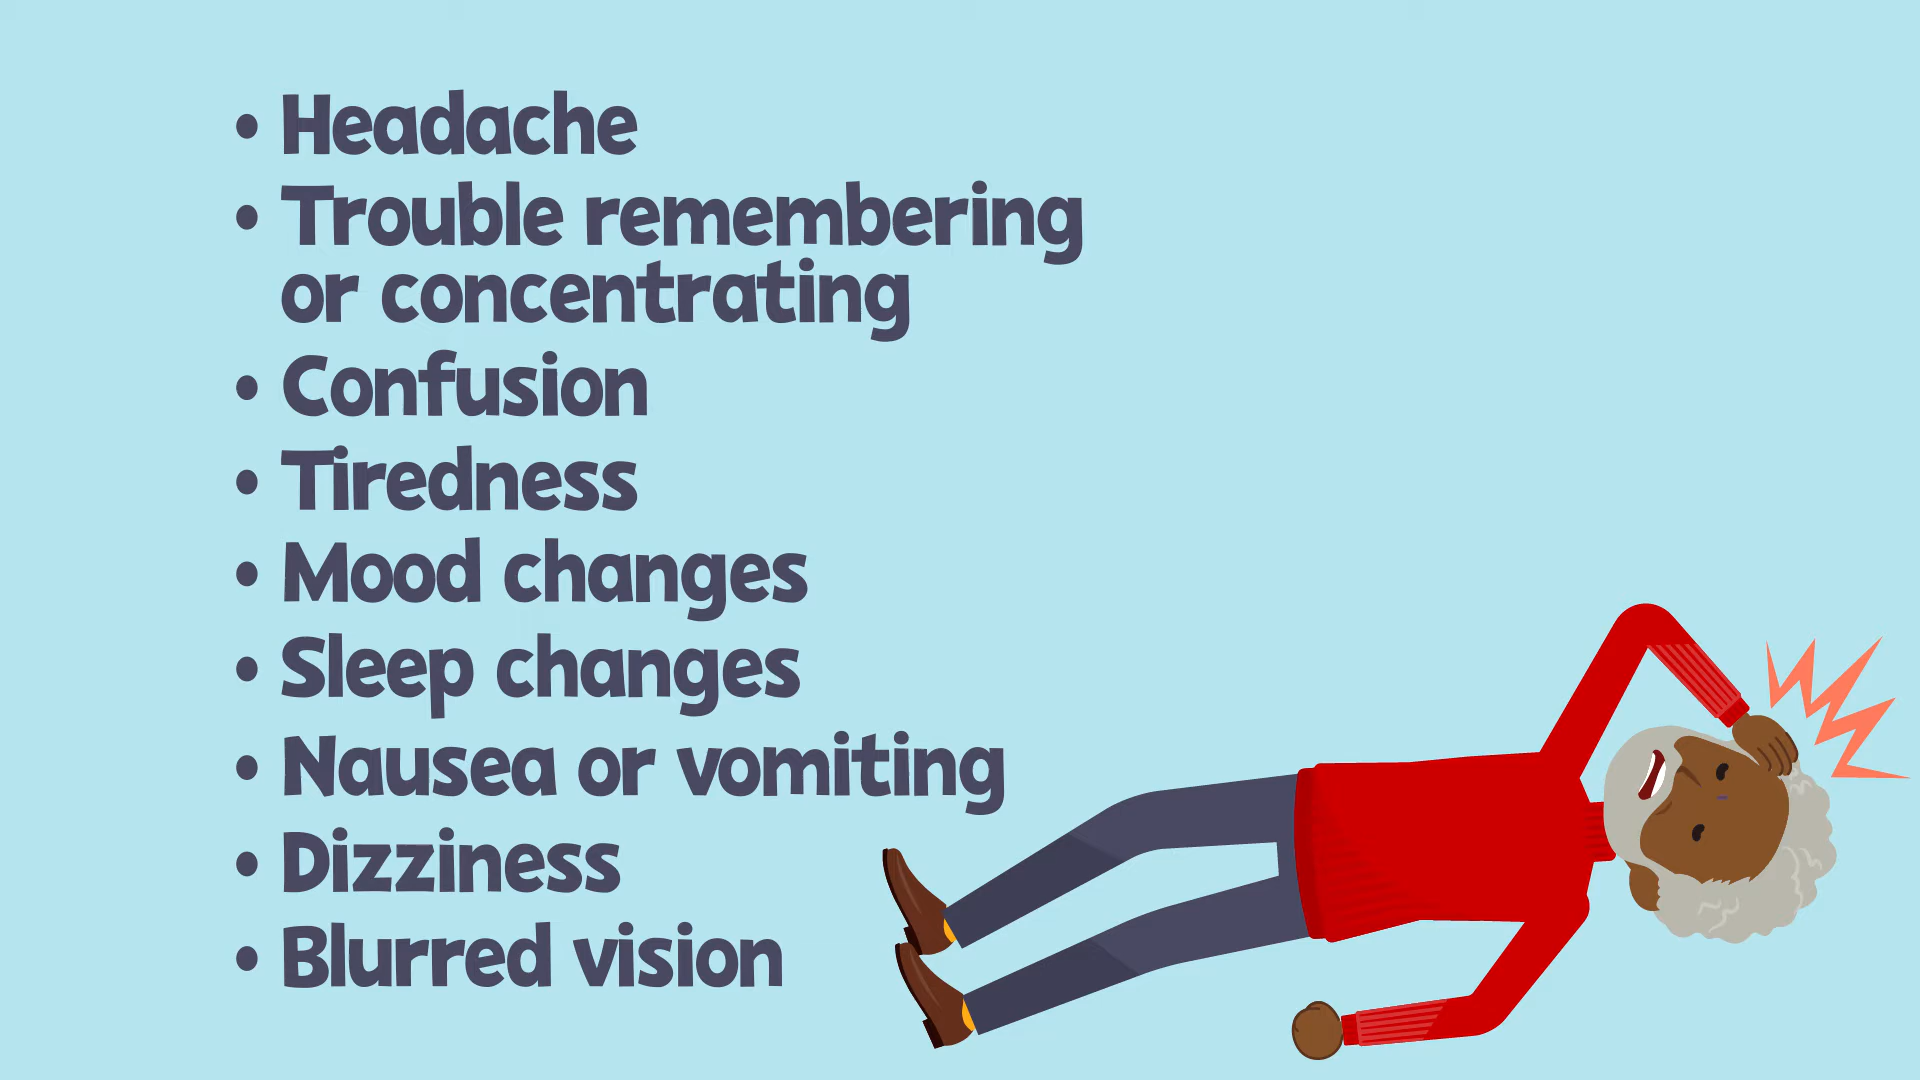 • Headache
• Trouble remembering
or concentrating
• Confusion
• Tiredness
• Mood changes
• Sleep changes
• Nausea or vomiting
• Dizziness
• Blurred vision